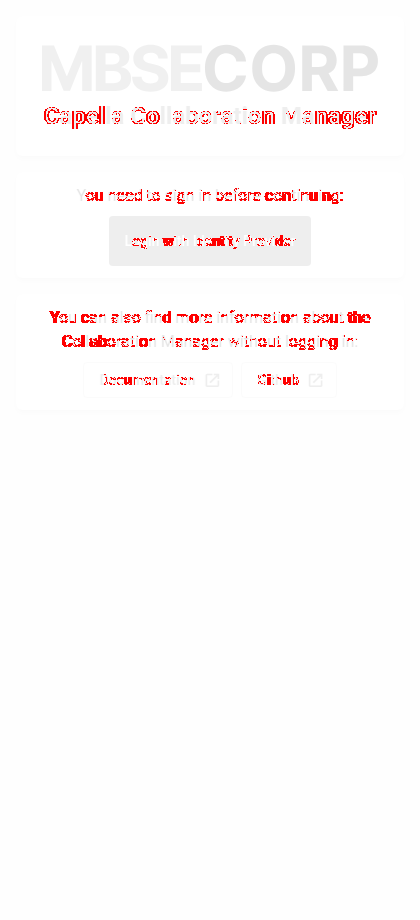 MBSECORP
Capella Collaboration Manager
You need to sign in before continuing:
Login with Identity Provider
You can also find more information about the
Collaboration Manager without logging in:
Documentation
Github